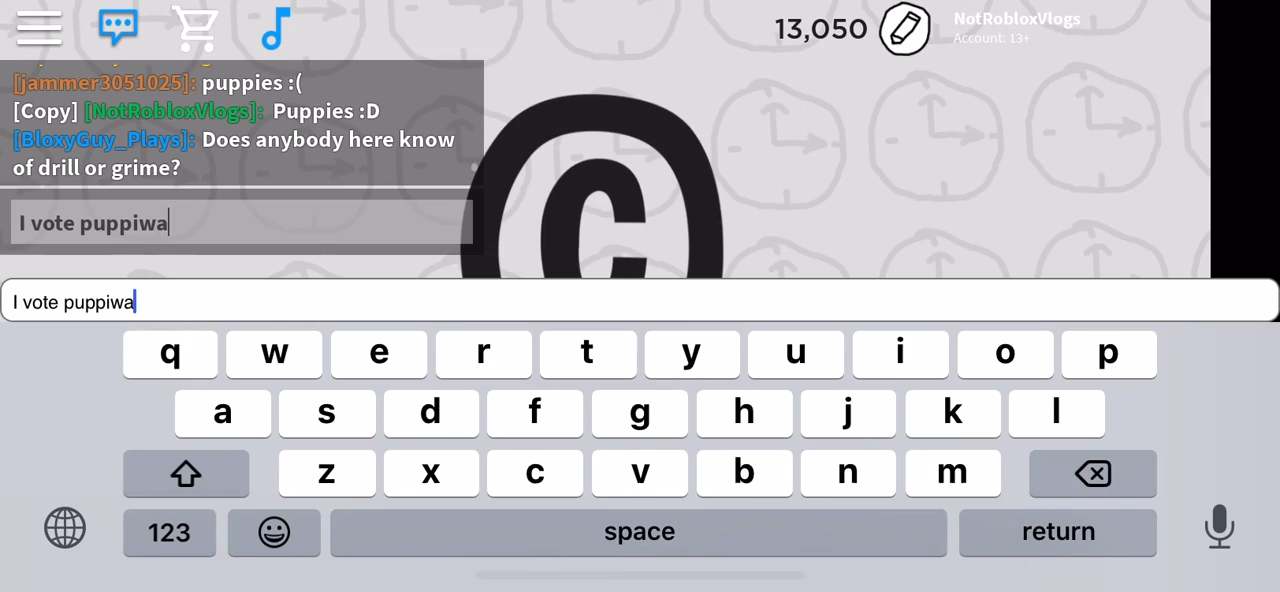 13,050
NotRobloxVlogs
Account: 13+
[jammer3051025]: puppies :(
[Copy] [NotRobloxVlogs]: Puppies :D
[BloxyGuy_Plays]: Does anybody here know
of drill or grime?
I vote puppiwa
©
I vote puppiwa
q w e r t y u i o p
a s d f g h j k l
z x c v b n m
123 space return